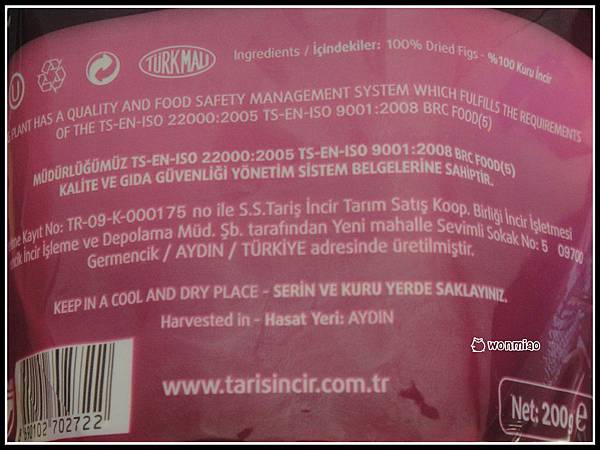 U
TÜRKMALI
Ingredients / İçindekiler: 100% Dried Figs - %100 Kuru İncir
PLANT HAS A QUALITY AND FOOD SAFETY MANAGEMENT SYSTEM WHICH FULFILLS THE REQUIREMENTS
OF THE TS-EN-ISO 22000:2005 TS-EN-ISO 9001:2008 BRC FOOD(5)
MÜDÜRLÜĞÜMÜZ TS-EN-ISO 22000:2005 TS-EN-ISO 9001:2008 BRC FOOD(5)
KALİTE VE GIDA GÜVENLİĞİ YÖNETİM SİSTEM BELGELERİNE SAHİPTİR.
Kayıt No: TR-09-K-000175 no ile S.S.Tariş İncir Tarım Satış Koop. Birliği İncir İşletmesi
İncir İşleme ve Depolama Müd. Şb. tarafından Yeni mahalle Sevimli Sokak No: 5 09700
Germencik / AYDIN / TÜRKİYE adresinde üretilmiştir.
KEEP IN A COOL AND DRY PLACE - SERİN VE KURU YERDE SAKLAYINIZ.
Harvested in - Hasat Yeri: AYDIN
wonmiao
www.tarisincir.com.tr
702722
Net: 200g e